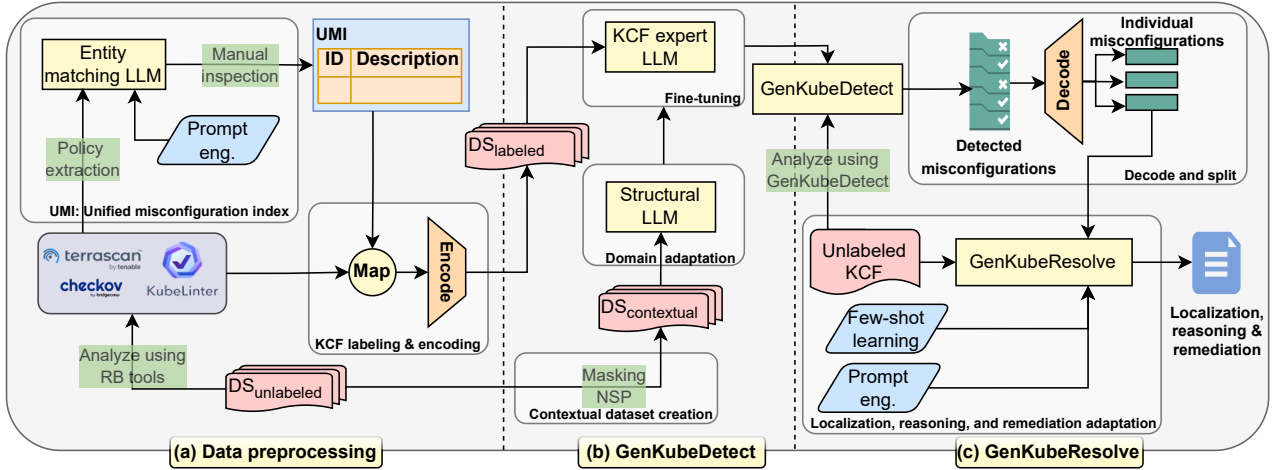 Entity
matching LLM
Manual
inspection
UMI
ID Description
Policy
extraction
Prompt
eng.
UMI: Unified misconfiguration index
terrascan™
by tenable
checkov
by bridgecrew
KubeLinter
Map
Encode
KCF labeling & encoding
Analyze using
RB tools
DSunlabeled
(a) Data preprocessing
KCF expert
LLM
Fine-tuning
DSlabeled
Structural
LLM
Domain adaptation
DScontextual
Masking
NSP
Contextual dataset creation
(b) GenKubeDetect
GenKubeDetect
Analyze using
GenKubeDetect
Detected
misconfigurations
Decode
Individual
misconfigurations
Decode and split
Unlabeled
KCF
GenKubeResolve
Few-shot
learning
Prompt
eng.
Localization, reasoning, and remediation adaptation
Localization,
reasoning &
remediation
(c) GenKubeResolve